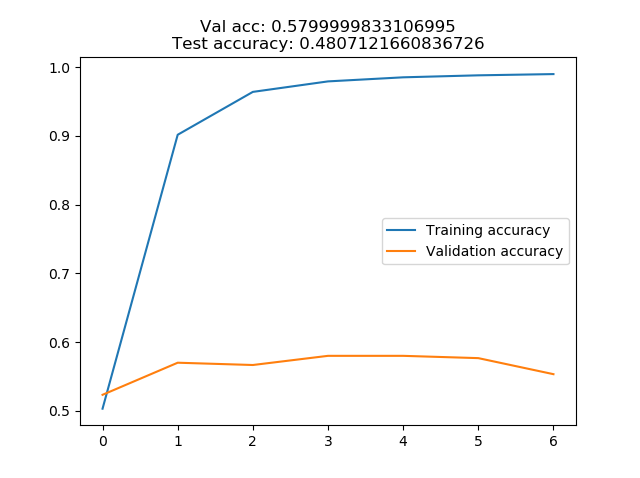 Val acc: 0.5799999833106995
Test accuracy: 0.4807121660836726
1.0
0.9
0.8
0.7
0.6
0.5
Training accuracy
Validation accuracy
0 1 2 3 4 5 6